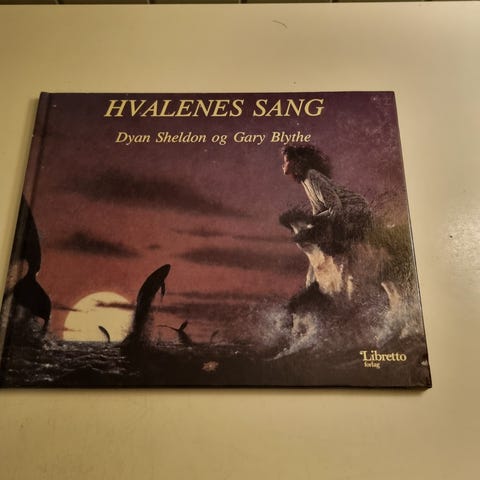 HVALENES SANG
Dyan Sheldon og Gary Blythe
Libretto
forlag